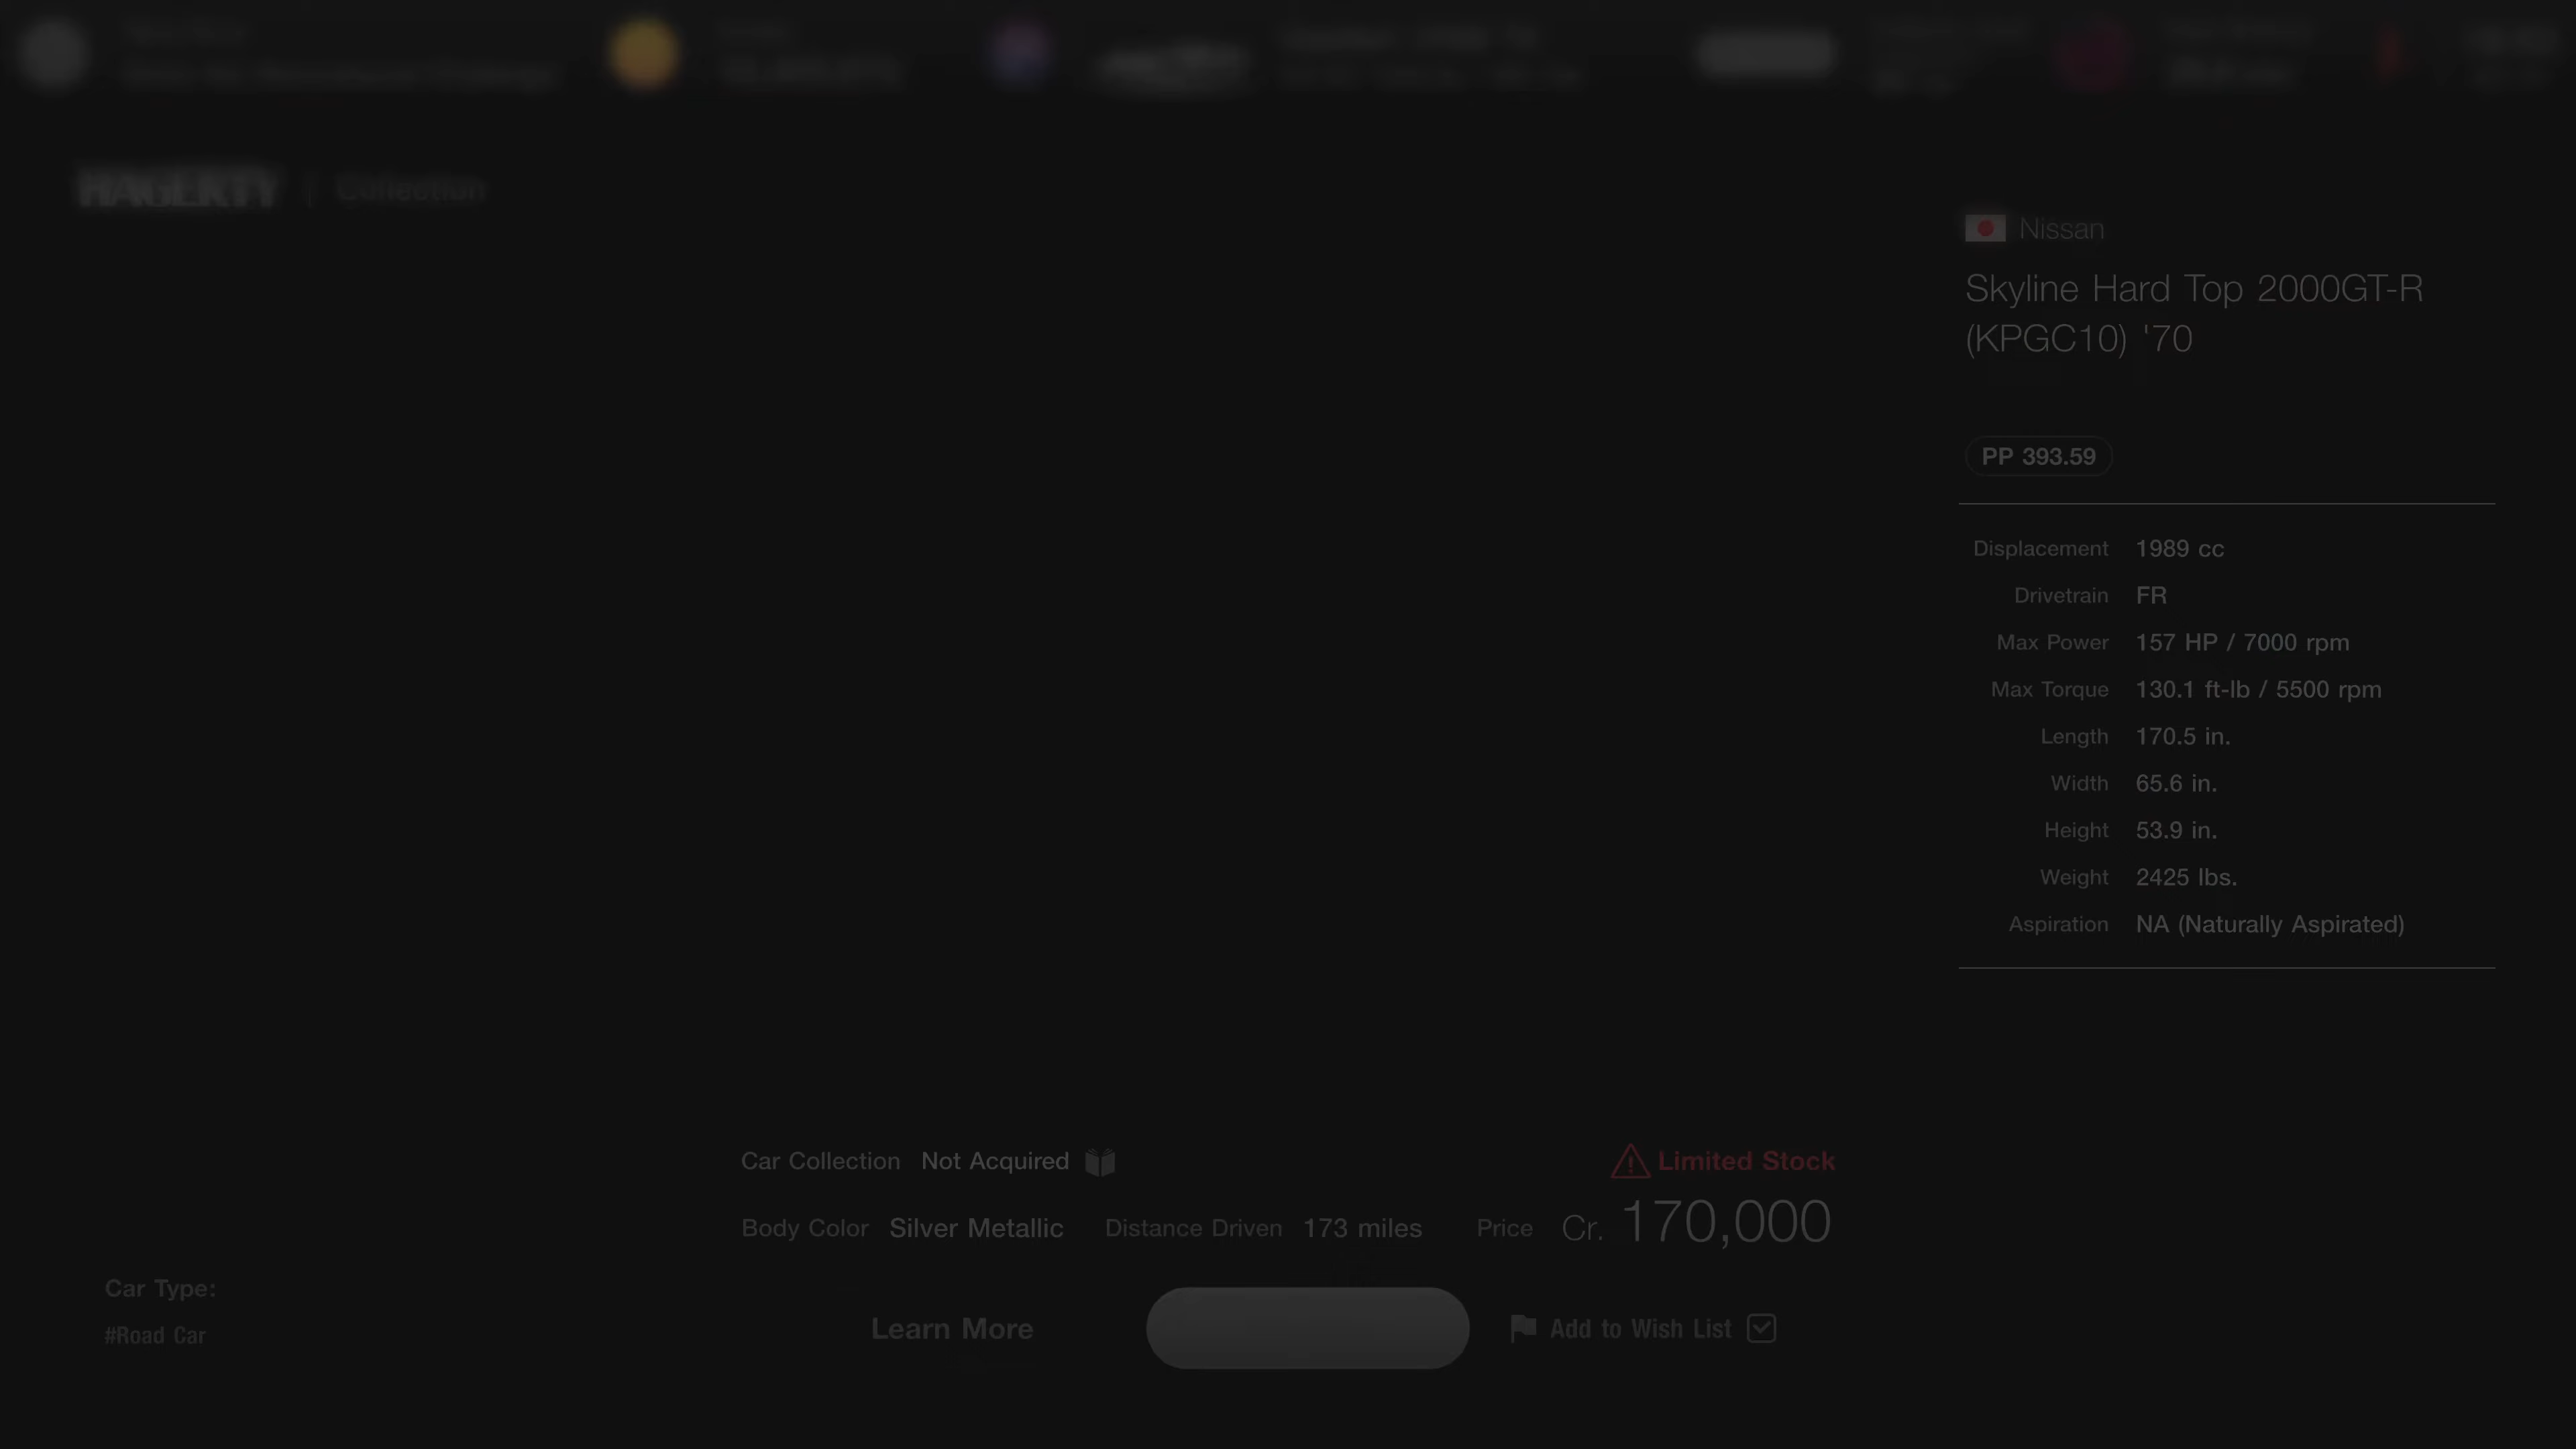 HAGERTY | Collection
Nissan
Skyline Hard Top 2000GT-R
(KPGC10) '70
PP 393.59
Displacement 1989 cc
Drivetrain FR
Max Power 157 HP / 7000 rpm
Max Torque 130.1 ft-lb / 5500 rpm
Length 170.5 in.
Width 65.6 in.
Height 53.9 in.
Weight 2425 lbs.
Aspiration NA (Naturally Aspirated)
Car Collection Not Acquired
Limited Stock
Body Color Silver Metallic Distance Driven 173 miles Price Cr. 170,000
Car Type:
#Road Car
Learn More
Add to Wish List